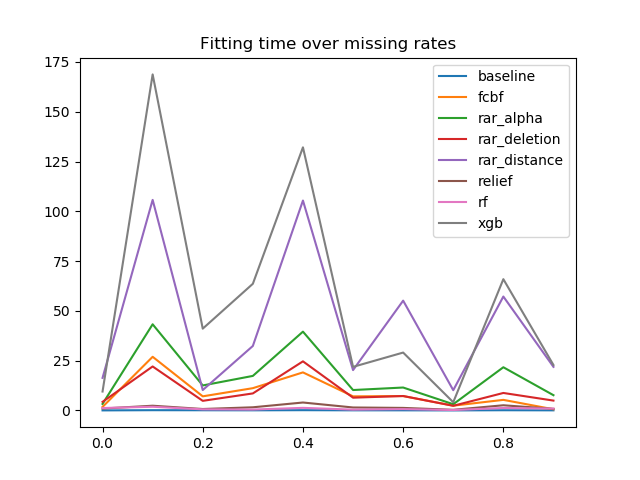 Fitting time over missing rates
175
150
125
100
75
50
25
0
0.0
0.2
0.4
0.6
0.8
baseline
fcbf
rar_alpha
rar_deletion
rar_distance
relief
rf
xgb